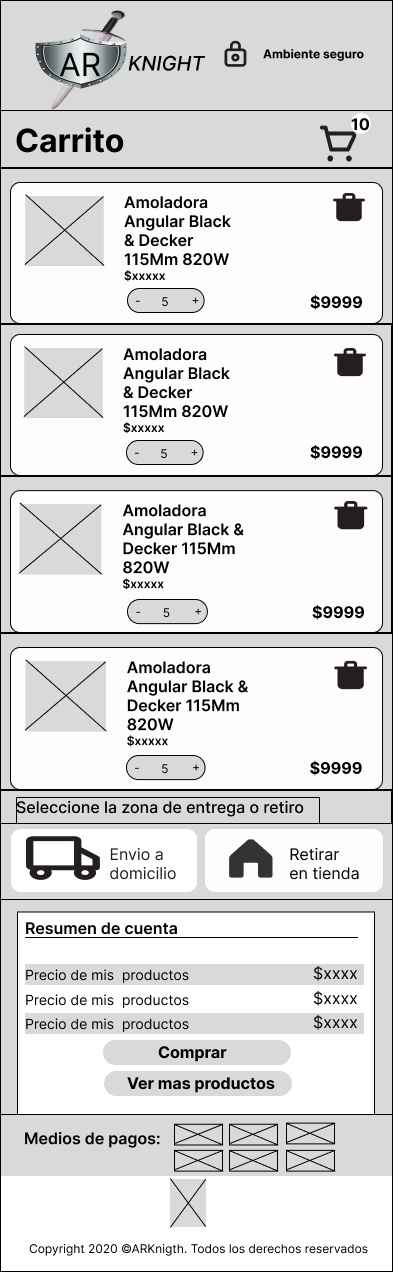 AR KNIGHT
Ambiente seguro
Carrito
10
Amoladora
Angular Black
& Decker
115Mm 820W
$xxxxx
- 5 +
$9999
Amoladora
Angular Black
& Decker
115Mm 820W
$xxxxx
- 5 +
$9999
Amoladora
Angular Black &
Decker 115Mm
820W
$xxxxx
- 5 +
$9999
Amoladora
Angular Black &
Decker 115Mm
820W
$xxxxx
- 5 +
$9999
Seleccione la zona de entrega o retiro
Envio a
domicilio
Retirar
en tienda
Resumen de cuenta
Precio de mis productos $xxxx
Precio de mis productos $xxxx
Precio de mis productos $xxxx
Comprar
Ver mas productos
Medios de pagos:
Copyright 2020 ©ARKnigth. Todos los derechos reservados